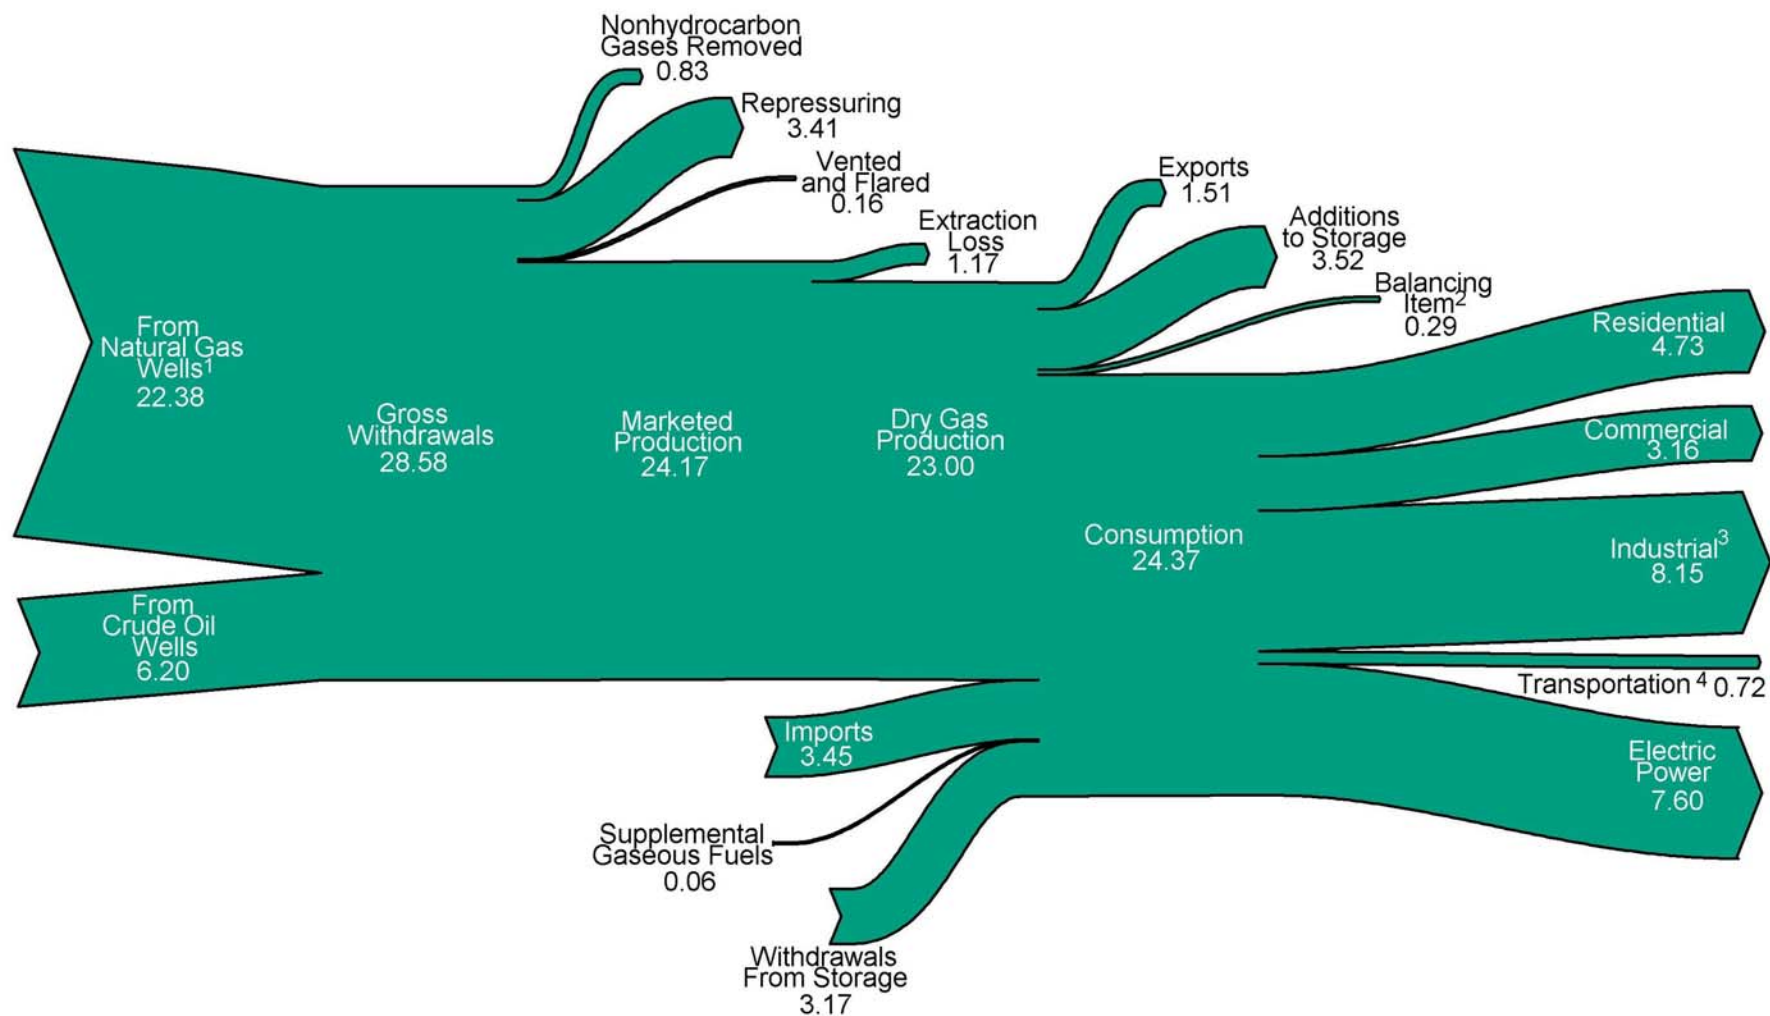 Nonhydrocarbon
Gases Removed
0.83
Repressuring
3.41
Vented
and Flared
0.16
Extraction
Loss
1.17
Exports
1.51
Additions
to Storage
3.52
Balancing
Item²
0.29
From
Natural Gas
Wells¹
22.38
Gross
Withdrawals
28.58
Marketed
Production
24.17
Dry Gas
Production
23.00
Consumption
24.37
Residential
4.73
Commercial
3.16
Industrial³
8.15
Transportation ⁴ 0.72
Electric
Power
7.60
From
Crude Oil
Wells
6.20
Imports
3.45
Supplemental
Gaseous Fuels
0.06
Withdrawals
From Storage
3.17